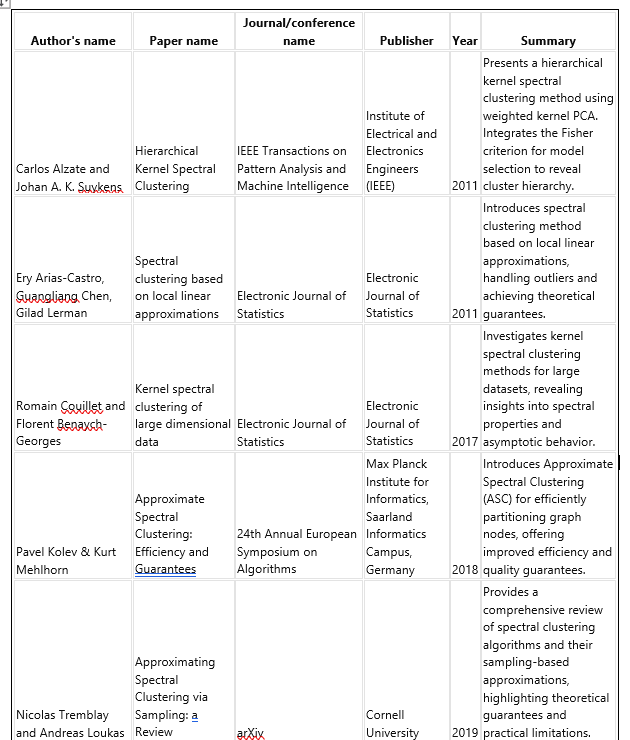 Author's name
Paper name
Journal/conference
name
Publisher
Year
Summary
Carlos Alzate and
Johan A. K. Suykens
Hierarchical
Kernel Spectral
Clustering
IEEE Transactions on
Pattern Analysis and
Machine Intelligence
Institute of
Electrical and
Electronics
Engineers
(IEEE)
2011
Presents a hierarchical
kernel spectral
clustering method using
weighted kernel PCA.
Integrates the Fisher
criterion for model
selection to reveal
cluster hierarchy.
Ery Arias-Castro,
Guangliang Chen,
Gilad Lerman
Spectral
clustering based
on local linear
approximations
Electronic Journal of
Statistics
Electronic
Journal of
Statistics
2011
Introduces spectral
clustering method
based on local linear
approximations,
handling outliers and
achieving theoretical
guarantees.
Romain Couillet and
Florent Benaych-
Georges
Kernel spectral
clustering of
large dimensional
data
Electronic Journal of
Statistics
Electronic
Journal of
Statistics
2017
Investigates kernel
spectral clustering
methods for large
datasets, revealing
insights into spectral
properties and
asymptotic behavior.
Pavel Kolev & Kurt
Mehlhorn
Approximate
Spectral
Clustering:
Efficiency and
Guarantees
24th Annual European
Symposium on
Algorithms
Max Planck
Institute for
Informatics,
Saarland
Informatics
Campus,
Germany
2018
Introduces Approximate
Spectral Clustering
(ASC) for efficiently
partitioning graph
nodes, offering
improved efficiency and
quality guarantees.
Nicolas Tremblay
and Andreas Loukas
Approximating
Spectral
Clustering via
Sampling: a
Review
arXiv
Cornell
University
2019
Provides a
comprehensive review
of spectral clustering
algorithms and their
sampling-based
approximations,
highlighting theoretical
guarantees and
practical limitations.